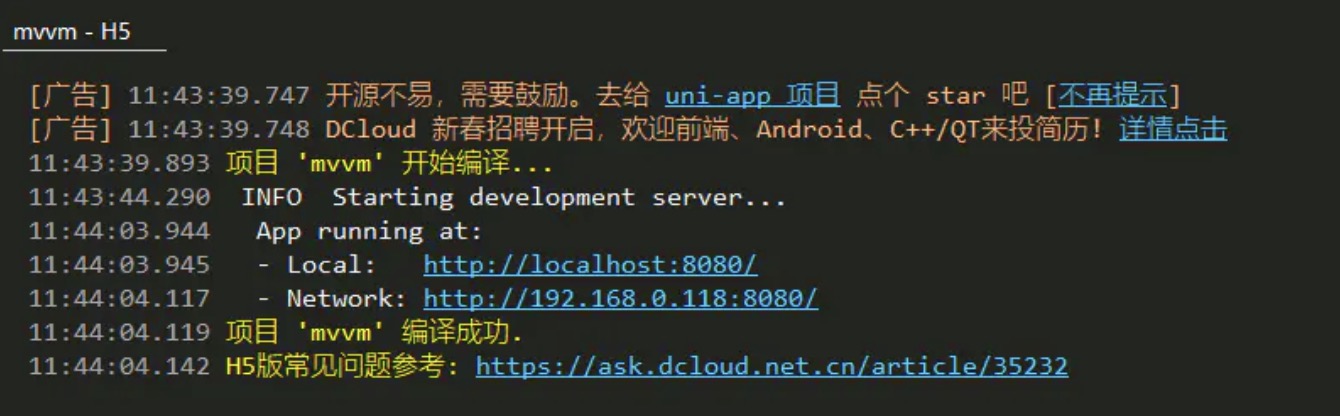 mvvm - H5
[广告] 11:43:39.747 开源不易，需要鼓励。去给 uni-app 项目 点个 star 吧 [不再提示]
[广告] 11:43:39.748 DCloud 新春招聘开启，欢迎前端、Android、C++/QT来投简历！详情点击
11:43:39.893 项目 'mvvm' 开始编译...
11:43:44.290 INFO Starting development server...
11:44:03.944 App running at:
11:44:03.945 - Local: http://localhost:8080/
11:44:04.117 - Network: http://192.168.0.118:8080/
11:44:04.119 项目 'mvvm' 编译成功.
11:44:04.142 H5版常见问题参考: https://ask.dcloud.net.cn/article/35232